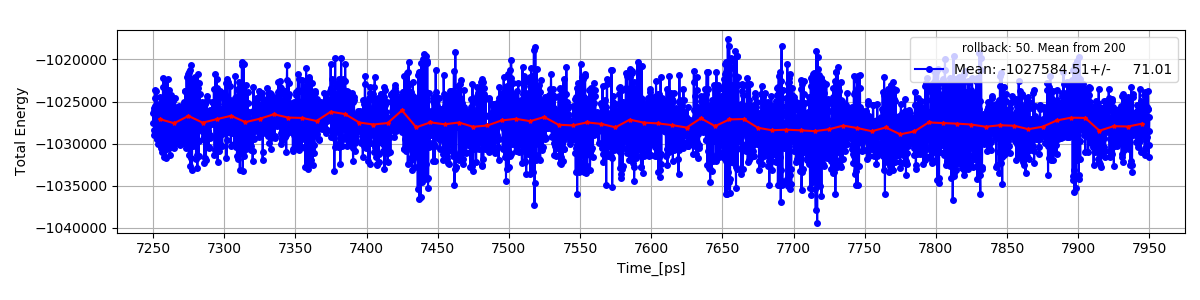 rollback: 50. Mean from 200
Mean: -1027584.51+/-     71.01
Total Energy
−1020000
−1025000
−1030000
−1035000
−1040000
7250 7300 7350 7400 7450 7500 7550 7600 7650 7700 7750 7800 7850 7900 7950
Time_[ps]